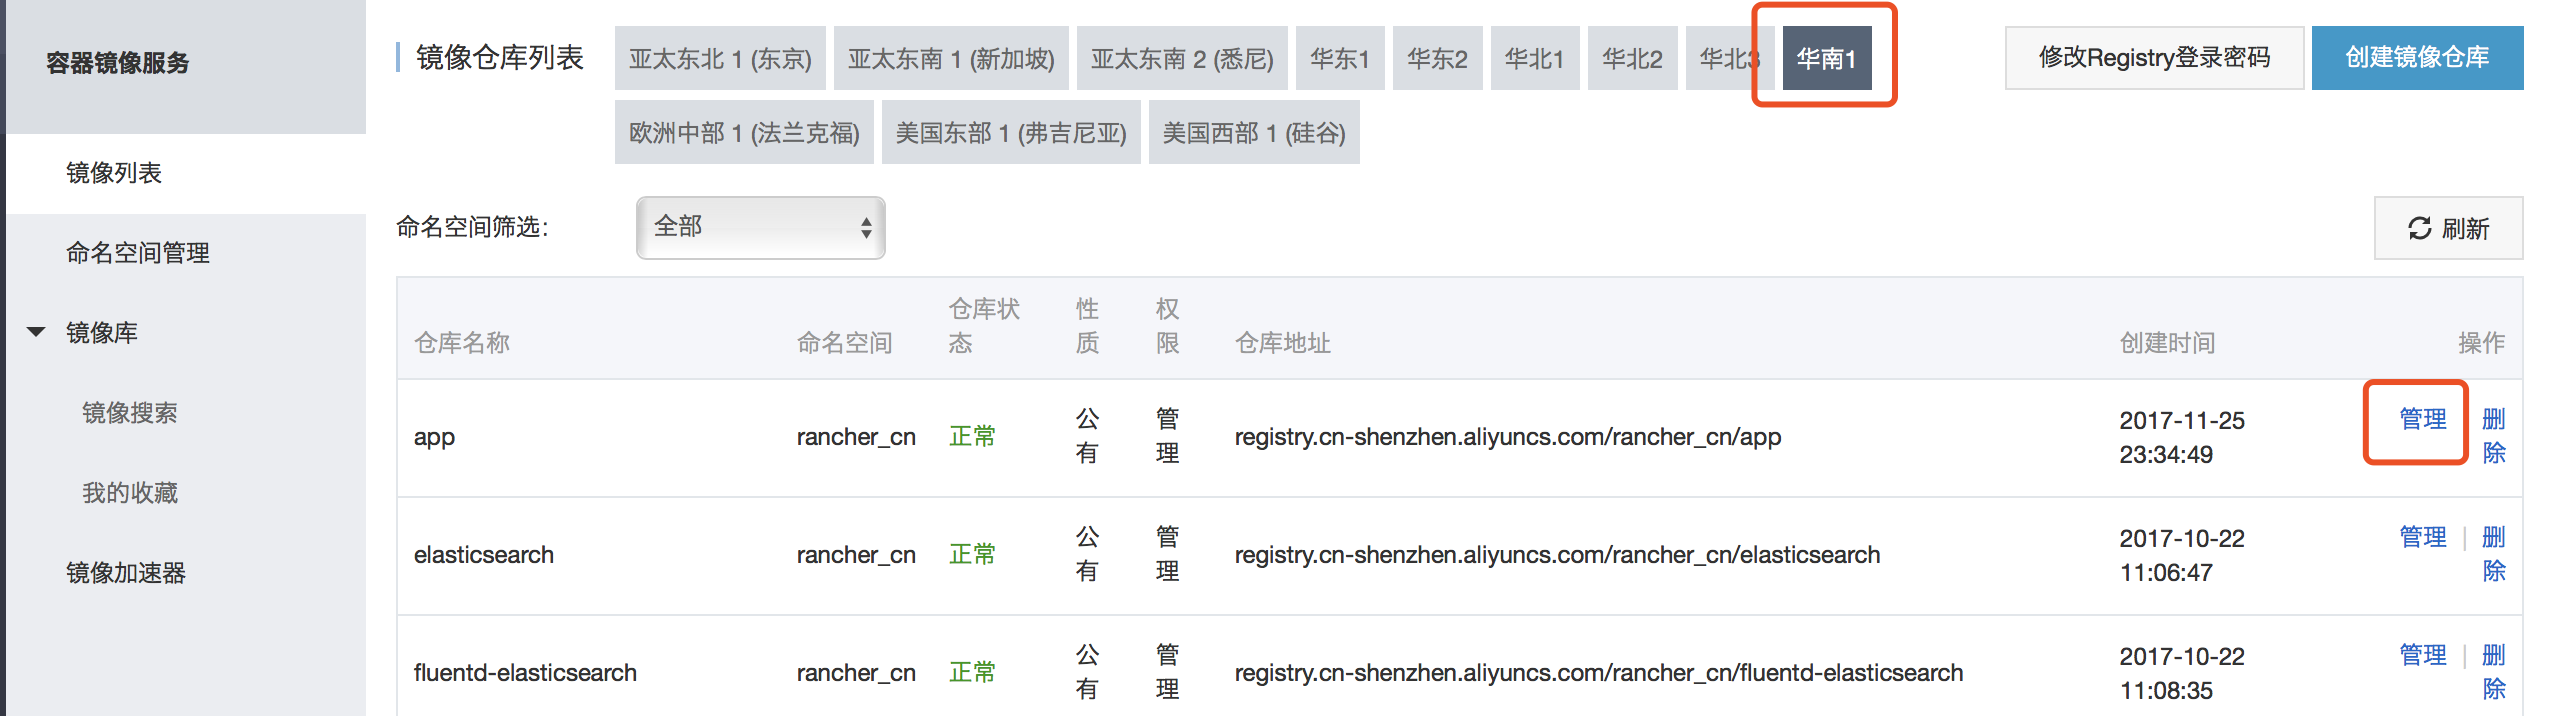 容器镜像服务
镜像列表
命名空间管理
镜像库
镜像搜索
我的收藏
镜像加速器
镜像仓库列表
亚太东北 1 (东京) 亚太东南 1 (新加坡) 亚太东南 2 (悉尼) 华东1 华东2 华北1 华北2 华北3 华南1
欧洲中部 1 (法兰克福) 美国东部 1 (弗吉尼亚) 美国西部 1 (硅谷)
修改Registry登录密码 创建镜像仓库
命名空间筛选: 全部 刷新
仓库名称 命名空间 仓库状态 性质 权限 仓库地址 创建时间 操作
app rancher_cn 正常 公有 管理 registry.cn-shenzhen.aliyuncs.com/rancher_cn/app 2017-11-25 23:34:49 管理 删除
elasticsearch rancher_cn 正常 公有 管理 registry.cn-shenzhen.aliyuncs.com/rancher_cn/elasticsearch 2017-10-22 11:06:47 管理 | 删除
fluentd-elasticsearch rancher_cn 正常 公有 管理 registry.cn-shenzhen.aliyuncs.com/rancher_cn/fluentd-elasticsearch 2017-10-22 11:08:35 管理 | 删除